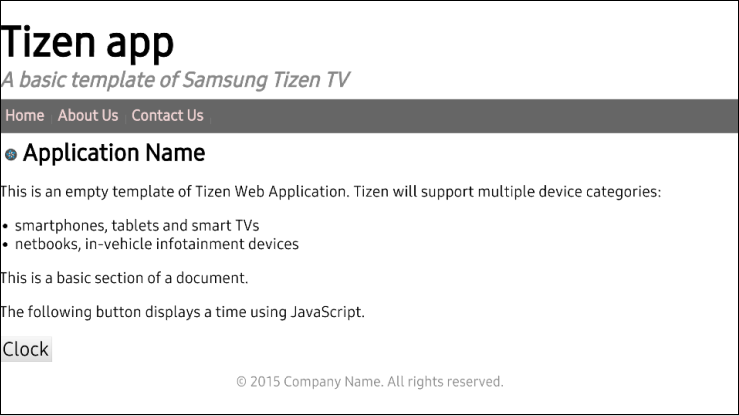 Tizen app
A basic template of Samsung Tizen TV
Home About Us Contact Us
Application Name
This is an empty template of Tizen Web Application. Tizen will support multiple device categories:
• smartphones, tablets and smart TVs
• netbooks, in-vehicle infotainment devices
This is a basic section of a document.
The following button displays a time using JavaScript.
Clock
© 2015 Company Name. All rights reserved.